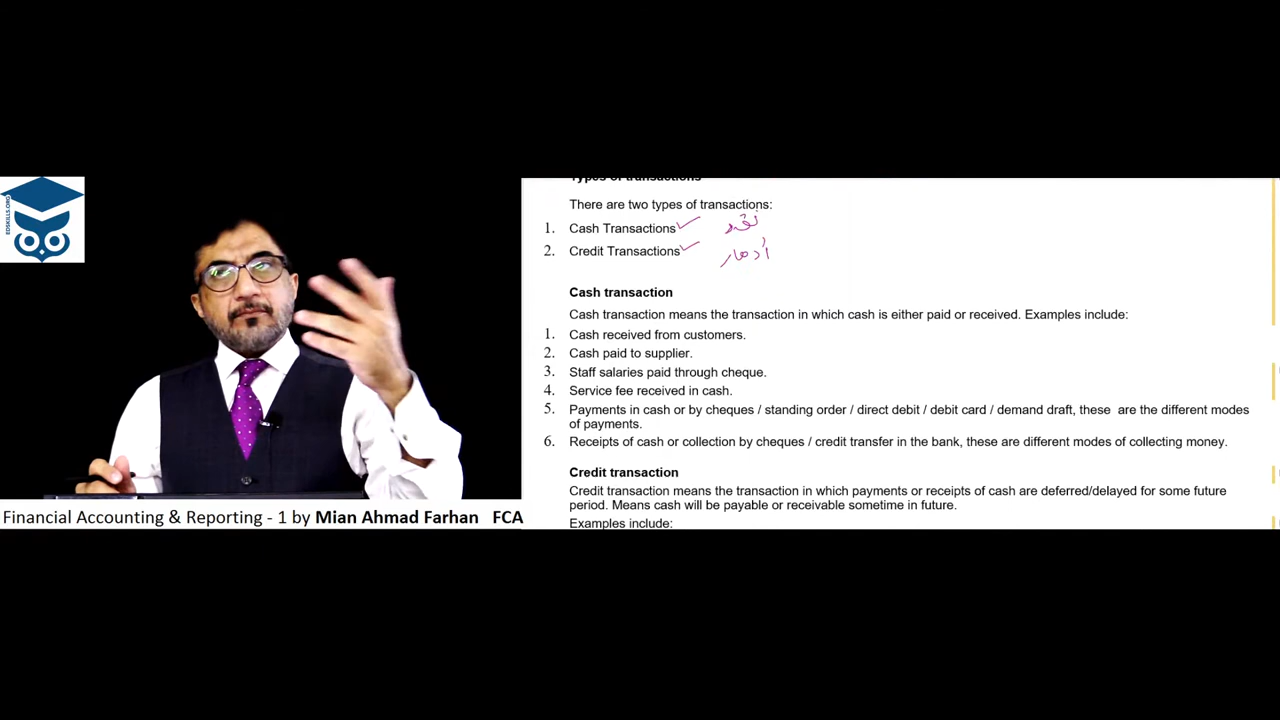 EDSKILLS.ORG
Types of transactions
There are two types of transactions:
1. Cash Transactions نقد
2. Credit Transactions اُدھار
Cash transaction
Cash transaction means the transaction in which cash is either paid or received. Examples include:
1. Cash received from customers.
2. Cash paid to supplier.
3. Staff salaries paid through cheque.
4. Service fee received in cash.
5. Payments in cash or by cheques / standing order / direct debit / debit card / demand draft, these are the different modes
of payments.
6. Receipts of cash or collection by cheques / credit transfer in the bank, these are different modes of collecting money.
Credit transaction
Credit transaction means the transaction in which payments or receipts of cash are deferred/delayed for some future
period. Means cash will be payable or receivable sometime in future.
Examples include:
Financial Accounting & Reporting - 1 by Mian Ahmad Farhan FCA